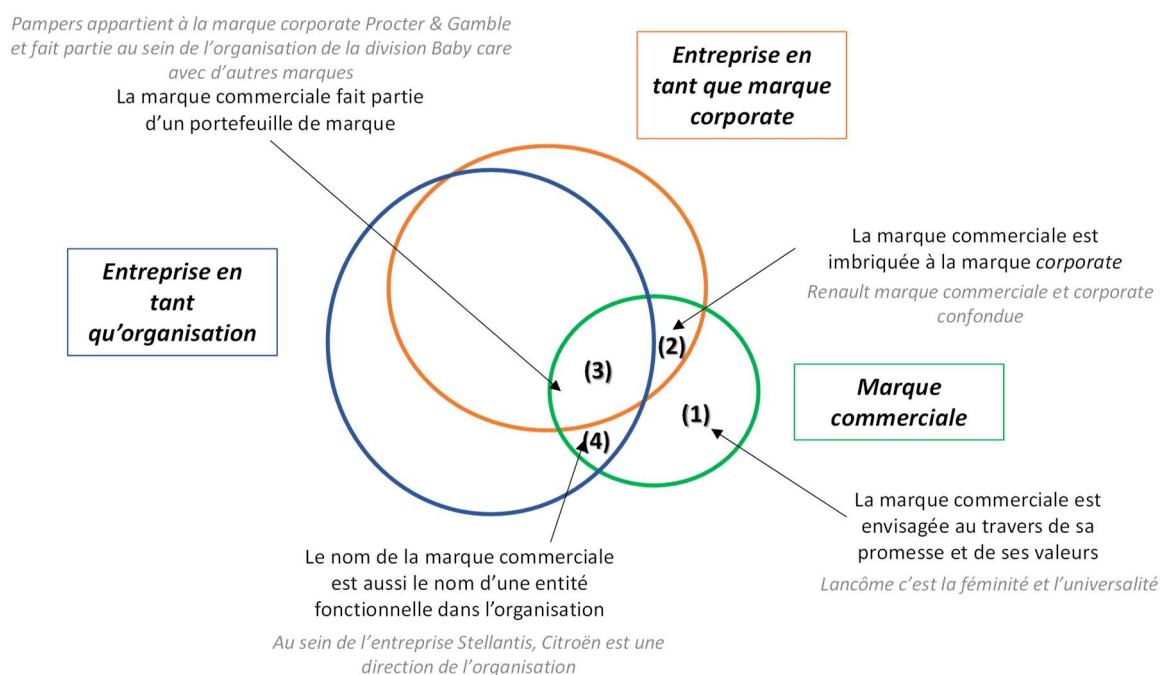 Pampers appartient à la marque corporate Procter & Gamble
et fait partie au sein de l'organisation de la division Baby care
avec d'autres marques
La marque commerciale fait partie
d'un portefeuille de marque
Entreprise en
tant que marque
corporate
Entreprise en
tant
qu'organisation
La marque commerciale est
imbriquée à la marque corporate
Renault marque commerciale et corporate
confondue
(2)
(3)
(1)
(4)
Marque
commerciale
La marque commerciale est
envisagée au travers de sa
promesse et de ses valeurs
Lancôme c'est la féminité et l'universalité
Le nom de la marque commerciale
est aussi le nom d'une entité
fonctionnelle dans l'organisation
Au sein de l'entreprise Stellantis, Citroën est une
direction de l'organisation